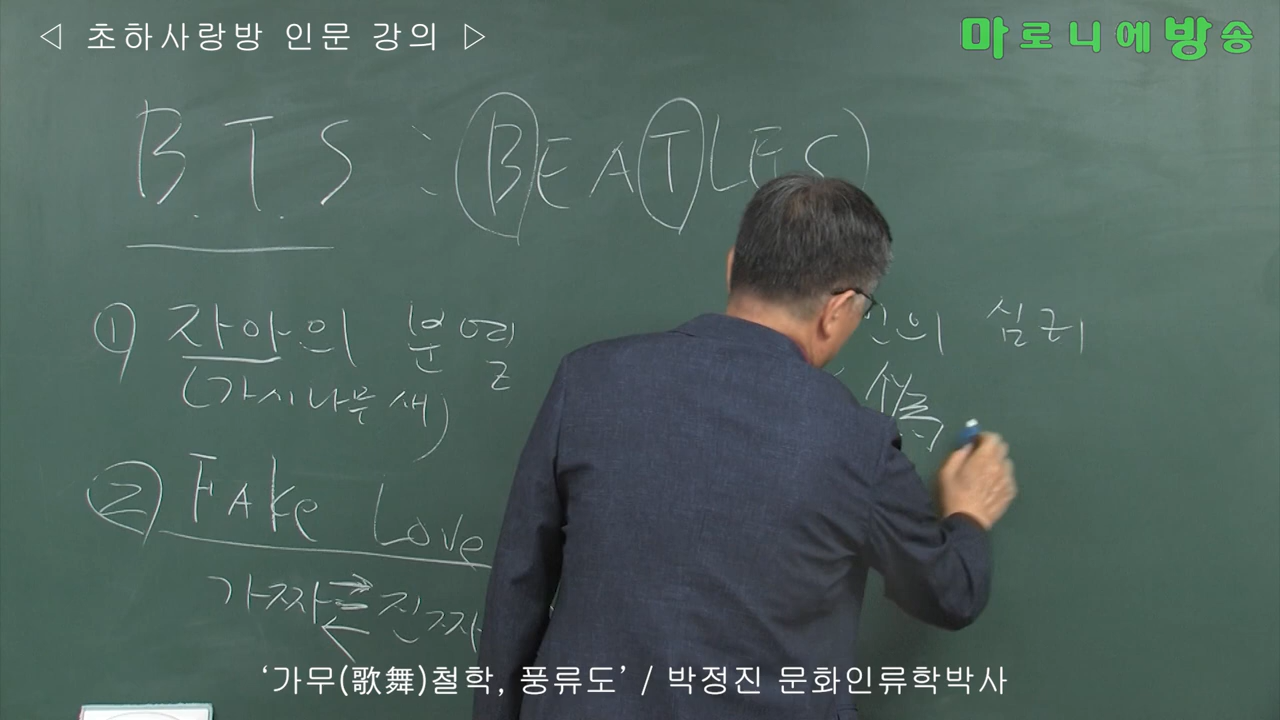 ◁ 초하사랑방 인문 강의 ▷
마로니에방송
B.T.S : (BEATLES)
① 자아의 분열
의 심리
(가시나무 새)
僞
② FAke Love
가짜 ⇄ 진짜
‘가무(歌舞)철학, 풍류도’ / 박정진 문화인류학박사